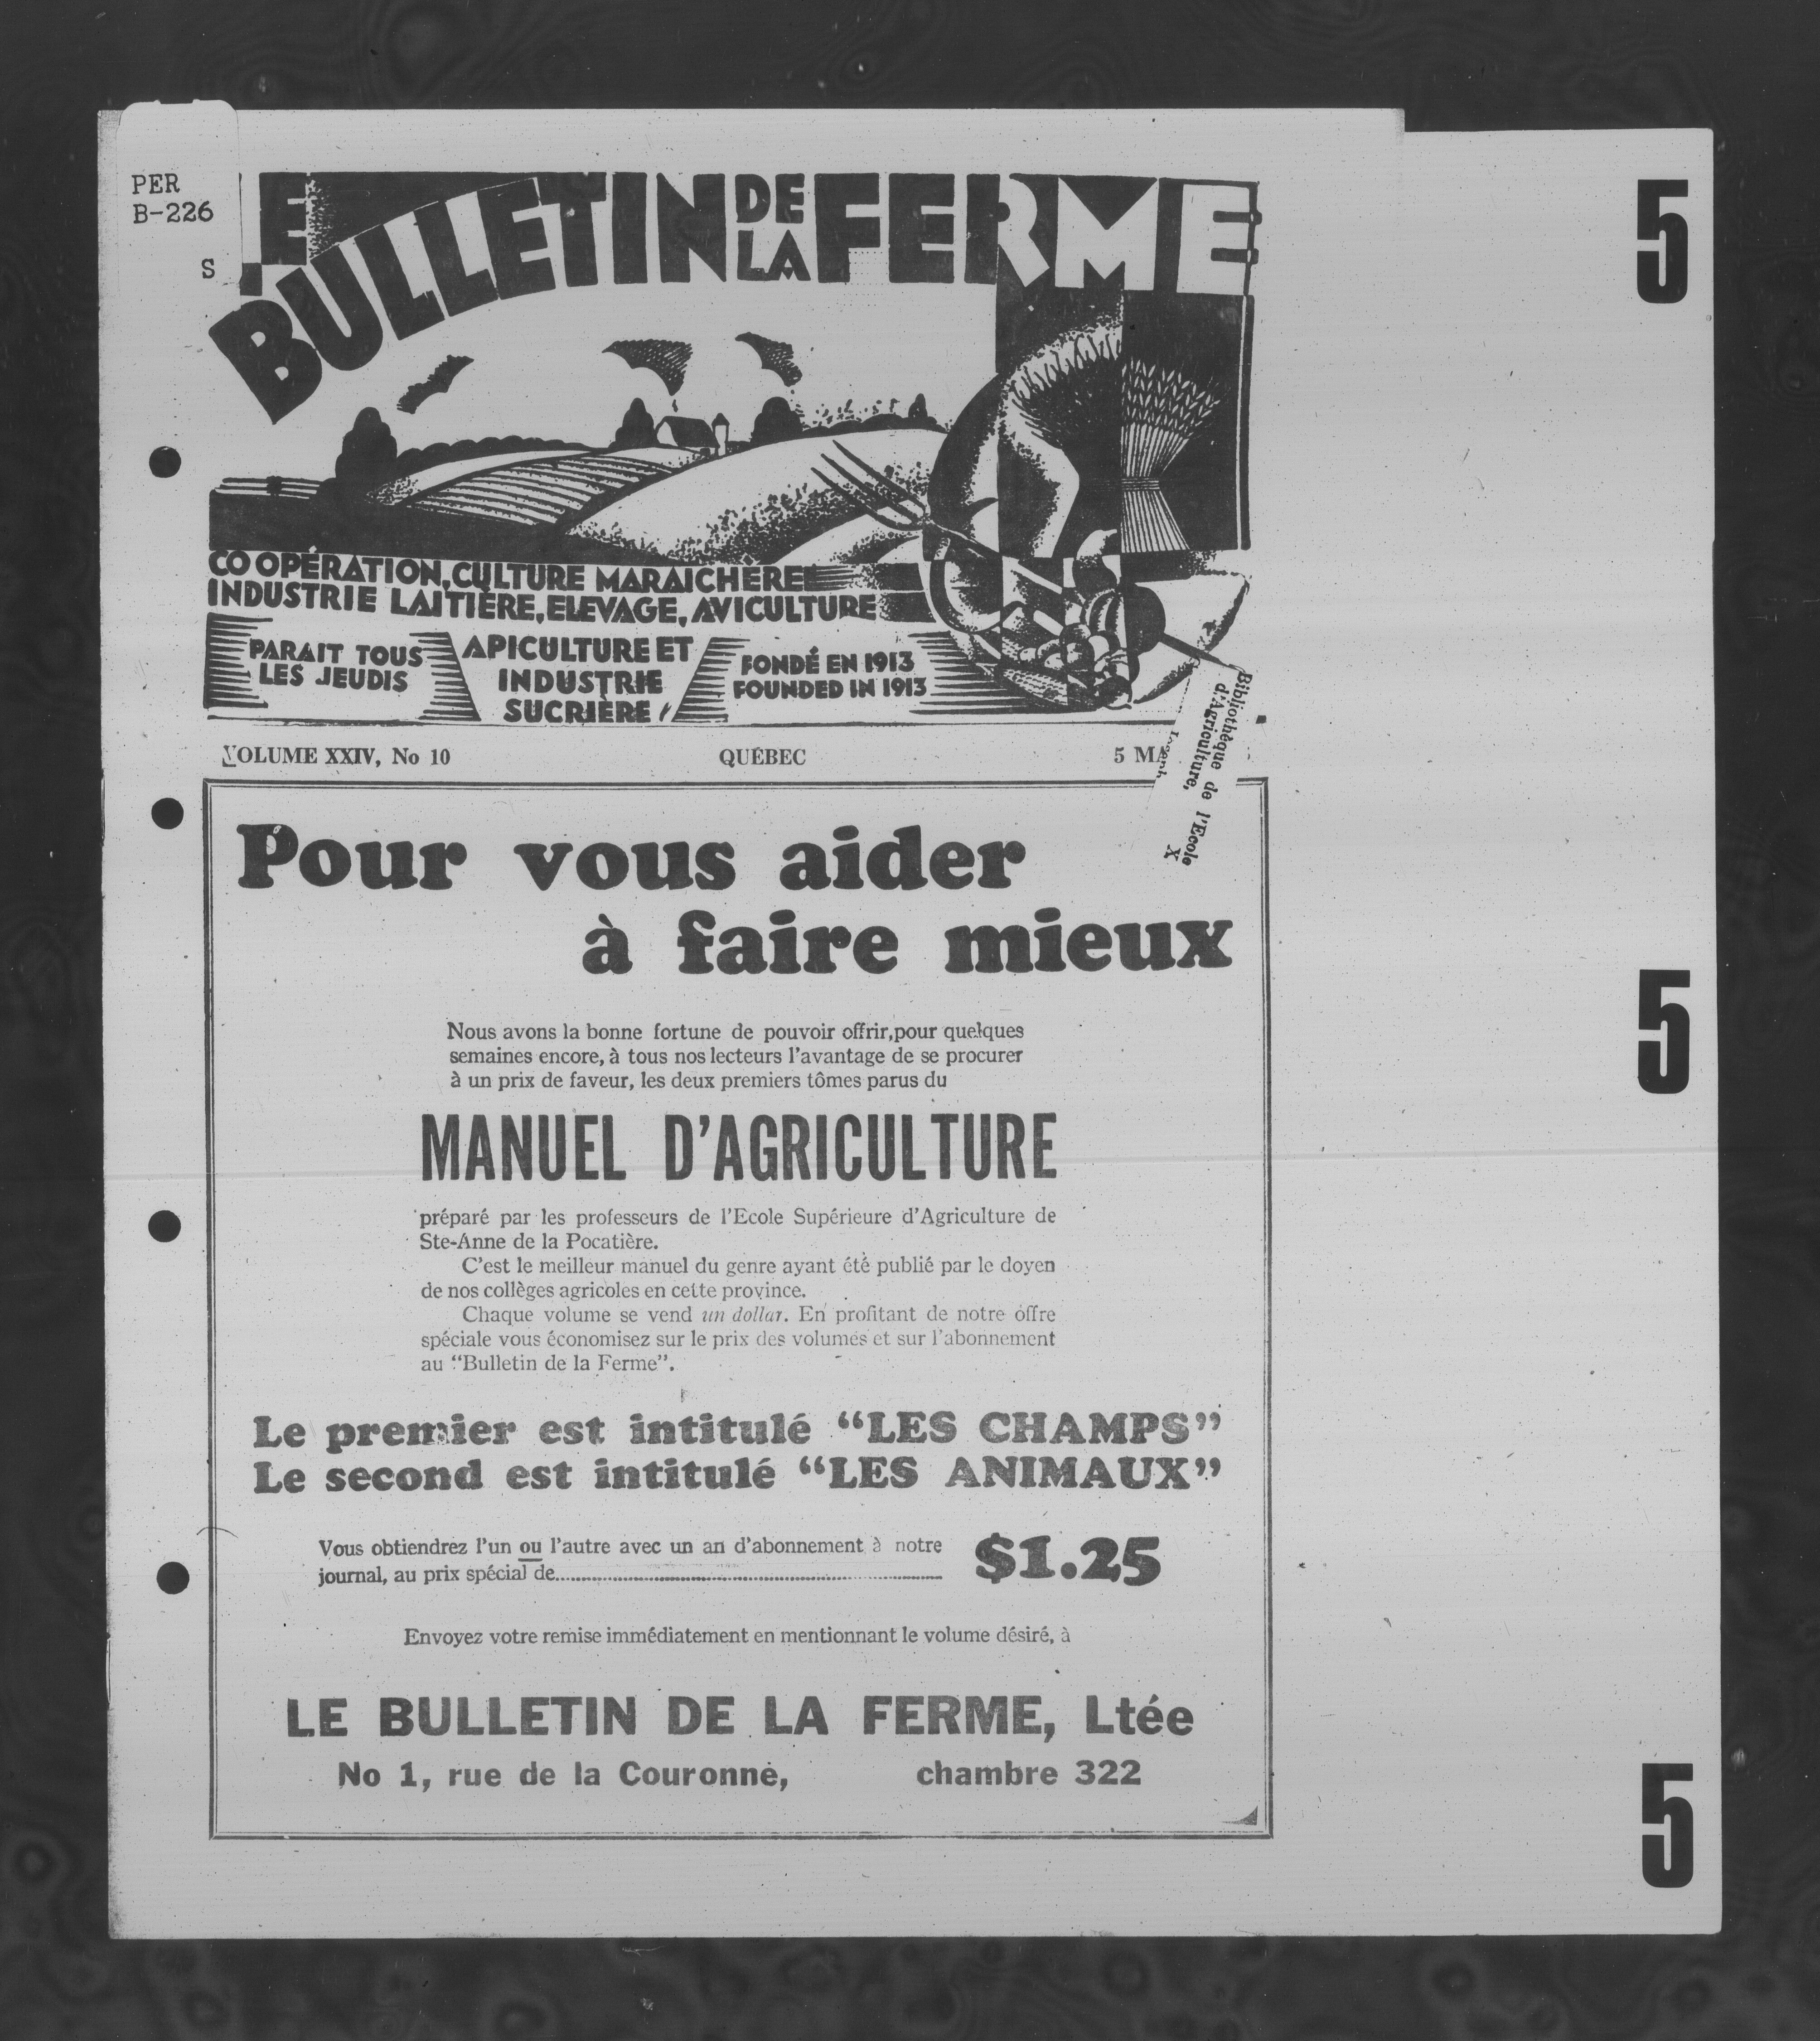 PER
B-226
S
E BULLETIN DE LA FERME
COOPÉRATION, CULTURE MARAICHÈRE
INDUSTRIE LAITIÈRE, ELEVAGE, AVICULTURE
PARAIT TOUS
LES JEUDIS
APICULTURE ET
INDUSTRIE
SUCRIÈRE
FONDÉ EN 1913
FOUNDED IN 1913
Bibliothèque de l'Ecole
d'Agriculture, X
VOLUME XXIV, No 10 QUÉBEC 5 MA
Pour vous aider
à faire mieux
Nous avons la bonne fortune de pouvoir offrir, pour quelques
semaines encore, à tous nos lecteurs l'avantage de se procurer
à un prix de faveur, les deux premiers tômes parus du
MANUEL D'AGRICULTURE
préparé par les professeurs de l'Ecole Supérieure d'Agriculture de
Ste-Anne de la Pocatière.
C'est le meilleur manuel du genre ayant été publié par le doyen
de nos collèges agricoles en cette province.
Chaque volume se vend un dollar. En profitant de notre offre
spéciale vous économisez sur le prix des volumes et sur l'abonnement
au "Bulletin de la Ferme".
Le premier est intitulé "LES CHAMPS"
Le second est intitulé "LES ANIMAUX"
Vous obtiendrez l'un ou l'autre avec un an d'abonnement à notre
journal, au prix spécial de.......... $1.25
Envoyez votre remise immédiatement en mentionnant le volume désiré, à
LE BULLETIN DE LA FERME, Ltée
No 1, rue de la Couronne, chambre 322
5
5
5